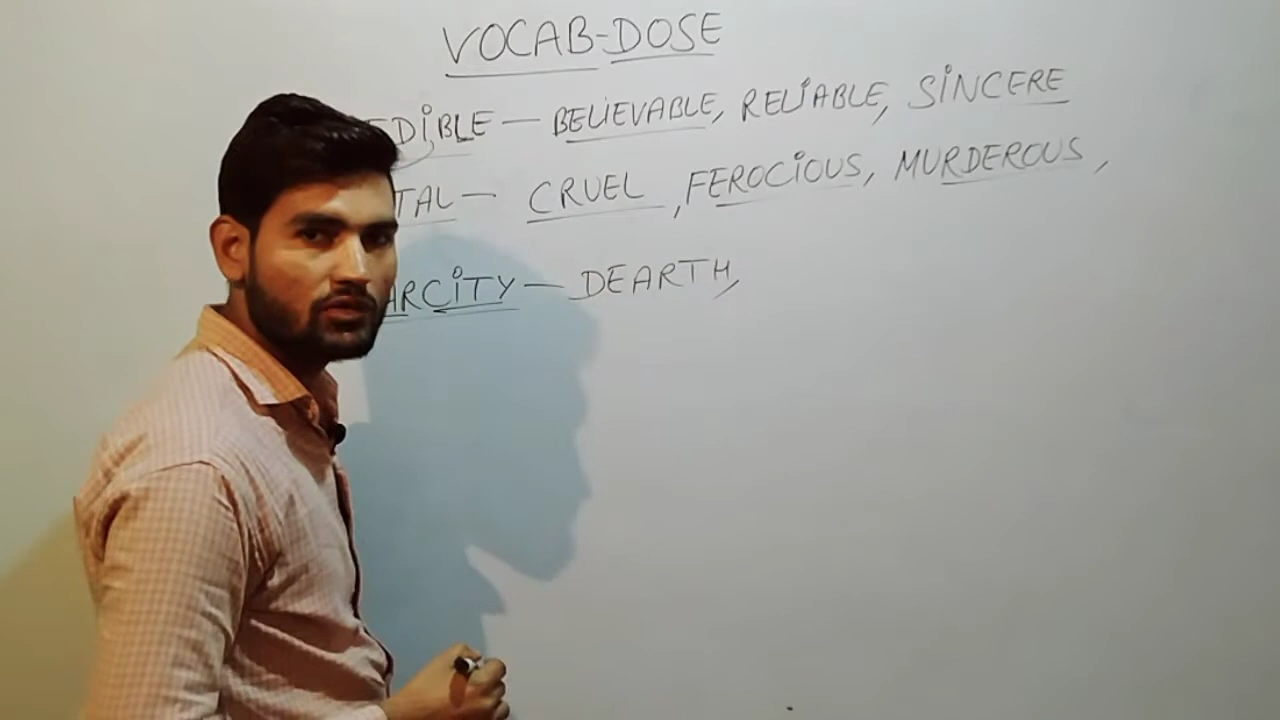 VOCAB-DOSE
EDIBLE — BELIEVABLE, RELIABLE, SINCERE
TAL — CRUEL, FEROCIOUS, MURDEROUS,
ARCITY — DEARTH,